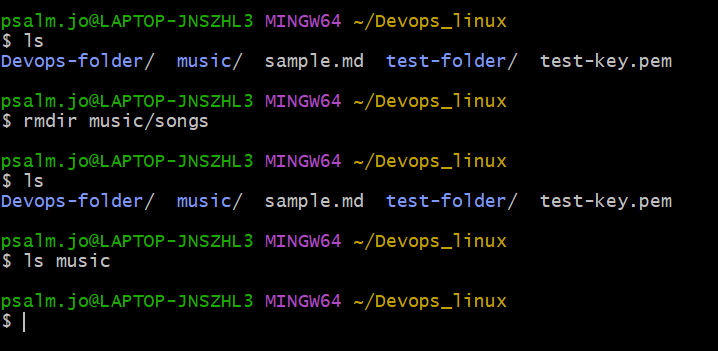 psalm.jo@LAPTOP-JNSZHL3 MINGW64 ~/Devops_linux
$ ls
Devops-folder/  music/  sample.md  test-folder/  test-key.pem
psalm.jo@LAPTOP-JNSZHL3 MINGW64 ~/Devops_linux
$ rmdir music/songs
psalm.jo@LAPTOP-JNSZHL3 MINGW64 ~/Devops_linux
$ ls
Devops-folder/  music/  sample.md  test-folder/  test-key.pem
psalm.jo@LAPTOP-JNSZHL3 MINGW64 ~/Devops_linux
$ ls music
psalm.jo@LAPTOP-JNSZHL3 MINGW64 ~/Devops_linux
$